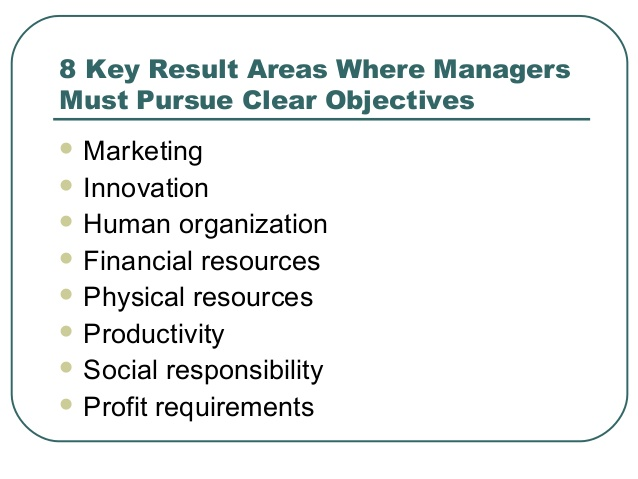 8 Key Result Areas Where Managers
Must Pursue Clear Objectives
Marketing
Innovation
Human organization
Financial resources
Physical resources
Productivity
Social responsibility
Profit requirements